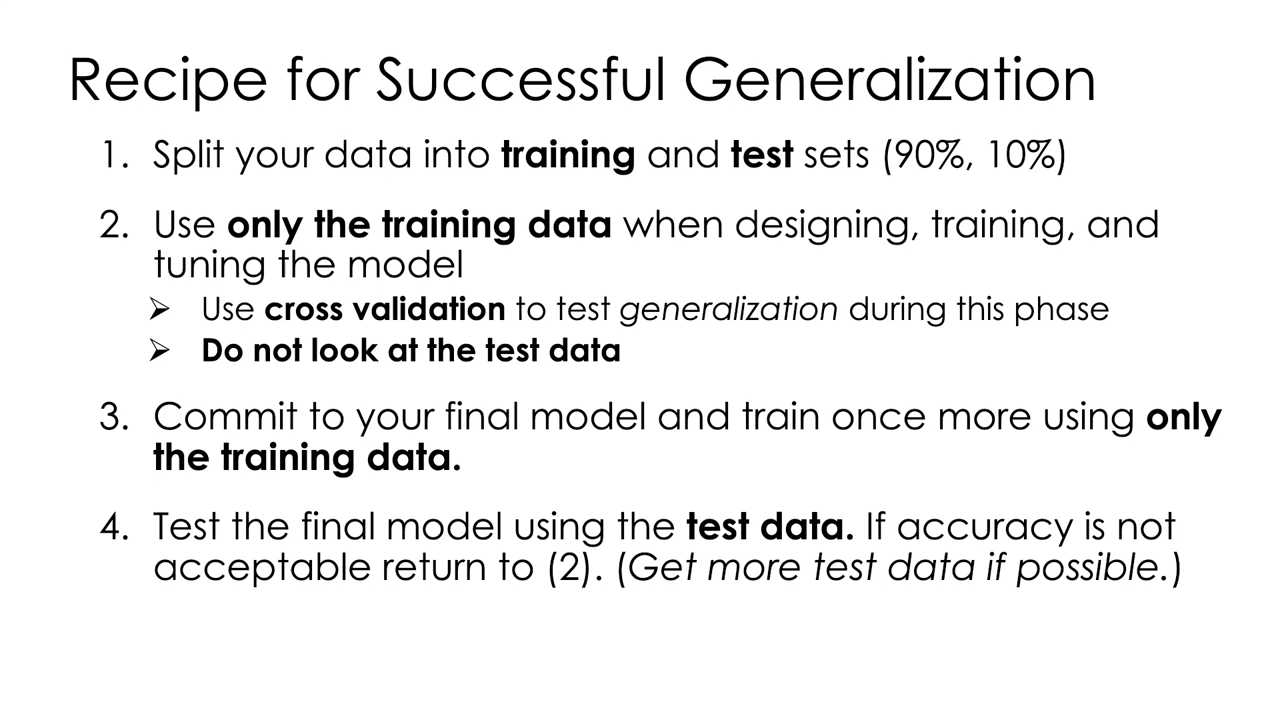 Recipe for Successful Generalization
1. Split your data into training and test sets (90%, 10%)
2. Use only the training data when designing, training, and
tuning the model
➢ Use cross validation to test generalization during this phase
➢ Do not look at the test data
3. Commit to your final model and train once more using only
the training data.
4. Test the final model using the test data. If accuracy is not
acceptable return to (2). (Get more test data if possible.)